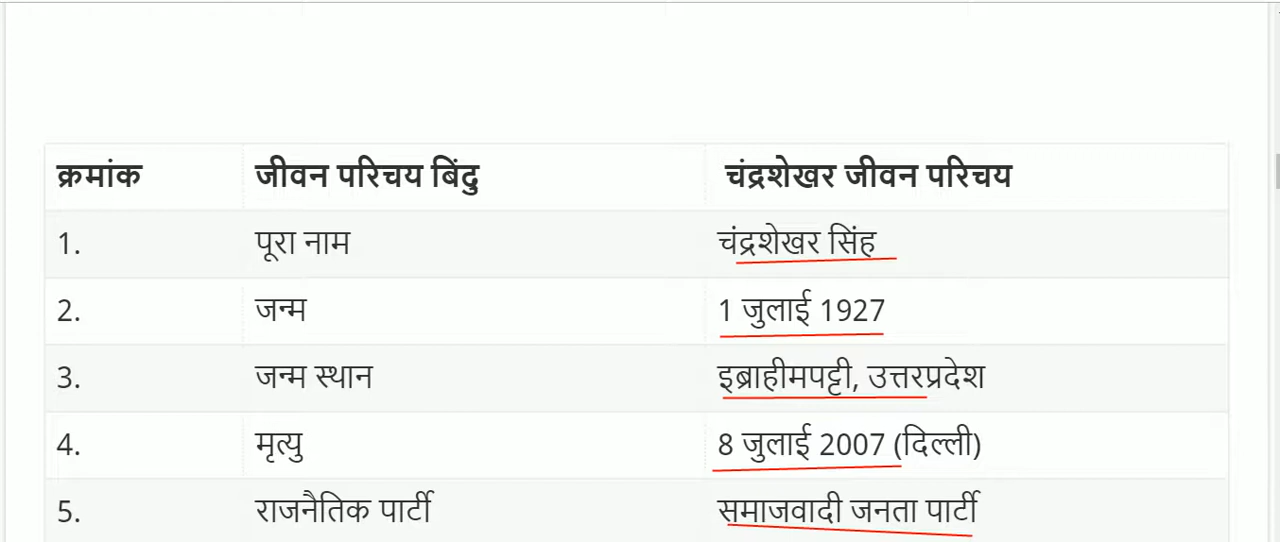 क्रमांक जीवन परिचय बिंदु चंद्रशेखर जीवन परिचय
1. पूरा नाम चंद्रशेखर सिंह
2. जन्म 1 जुलाई 1927
3. जन्म स्थान इब्राहीमपट्टी, उत्तरप्रदेश
4. मृत्यु 8 जुलाई 2007 (दिल्ली)
5. राजनैतिक पार्टी समाजवादी जनता पार्टी